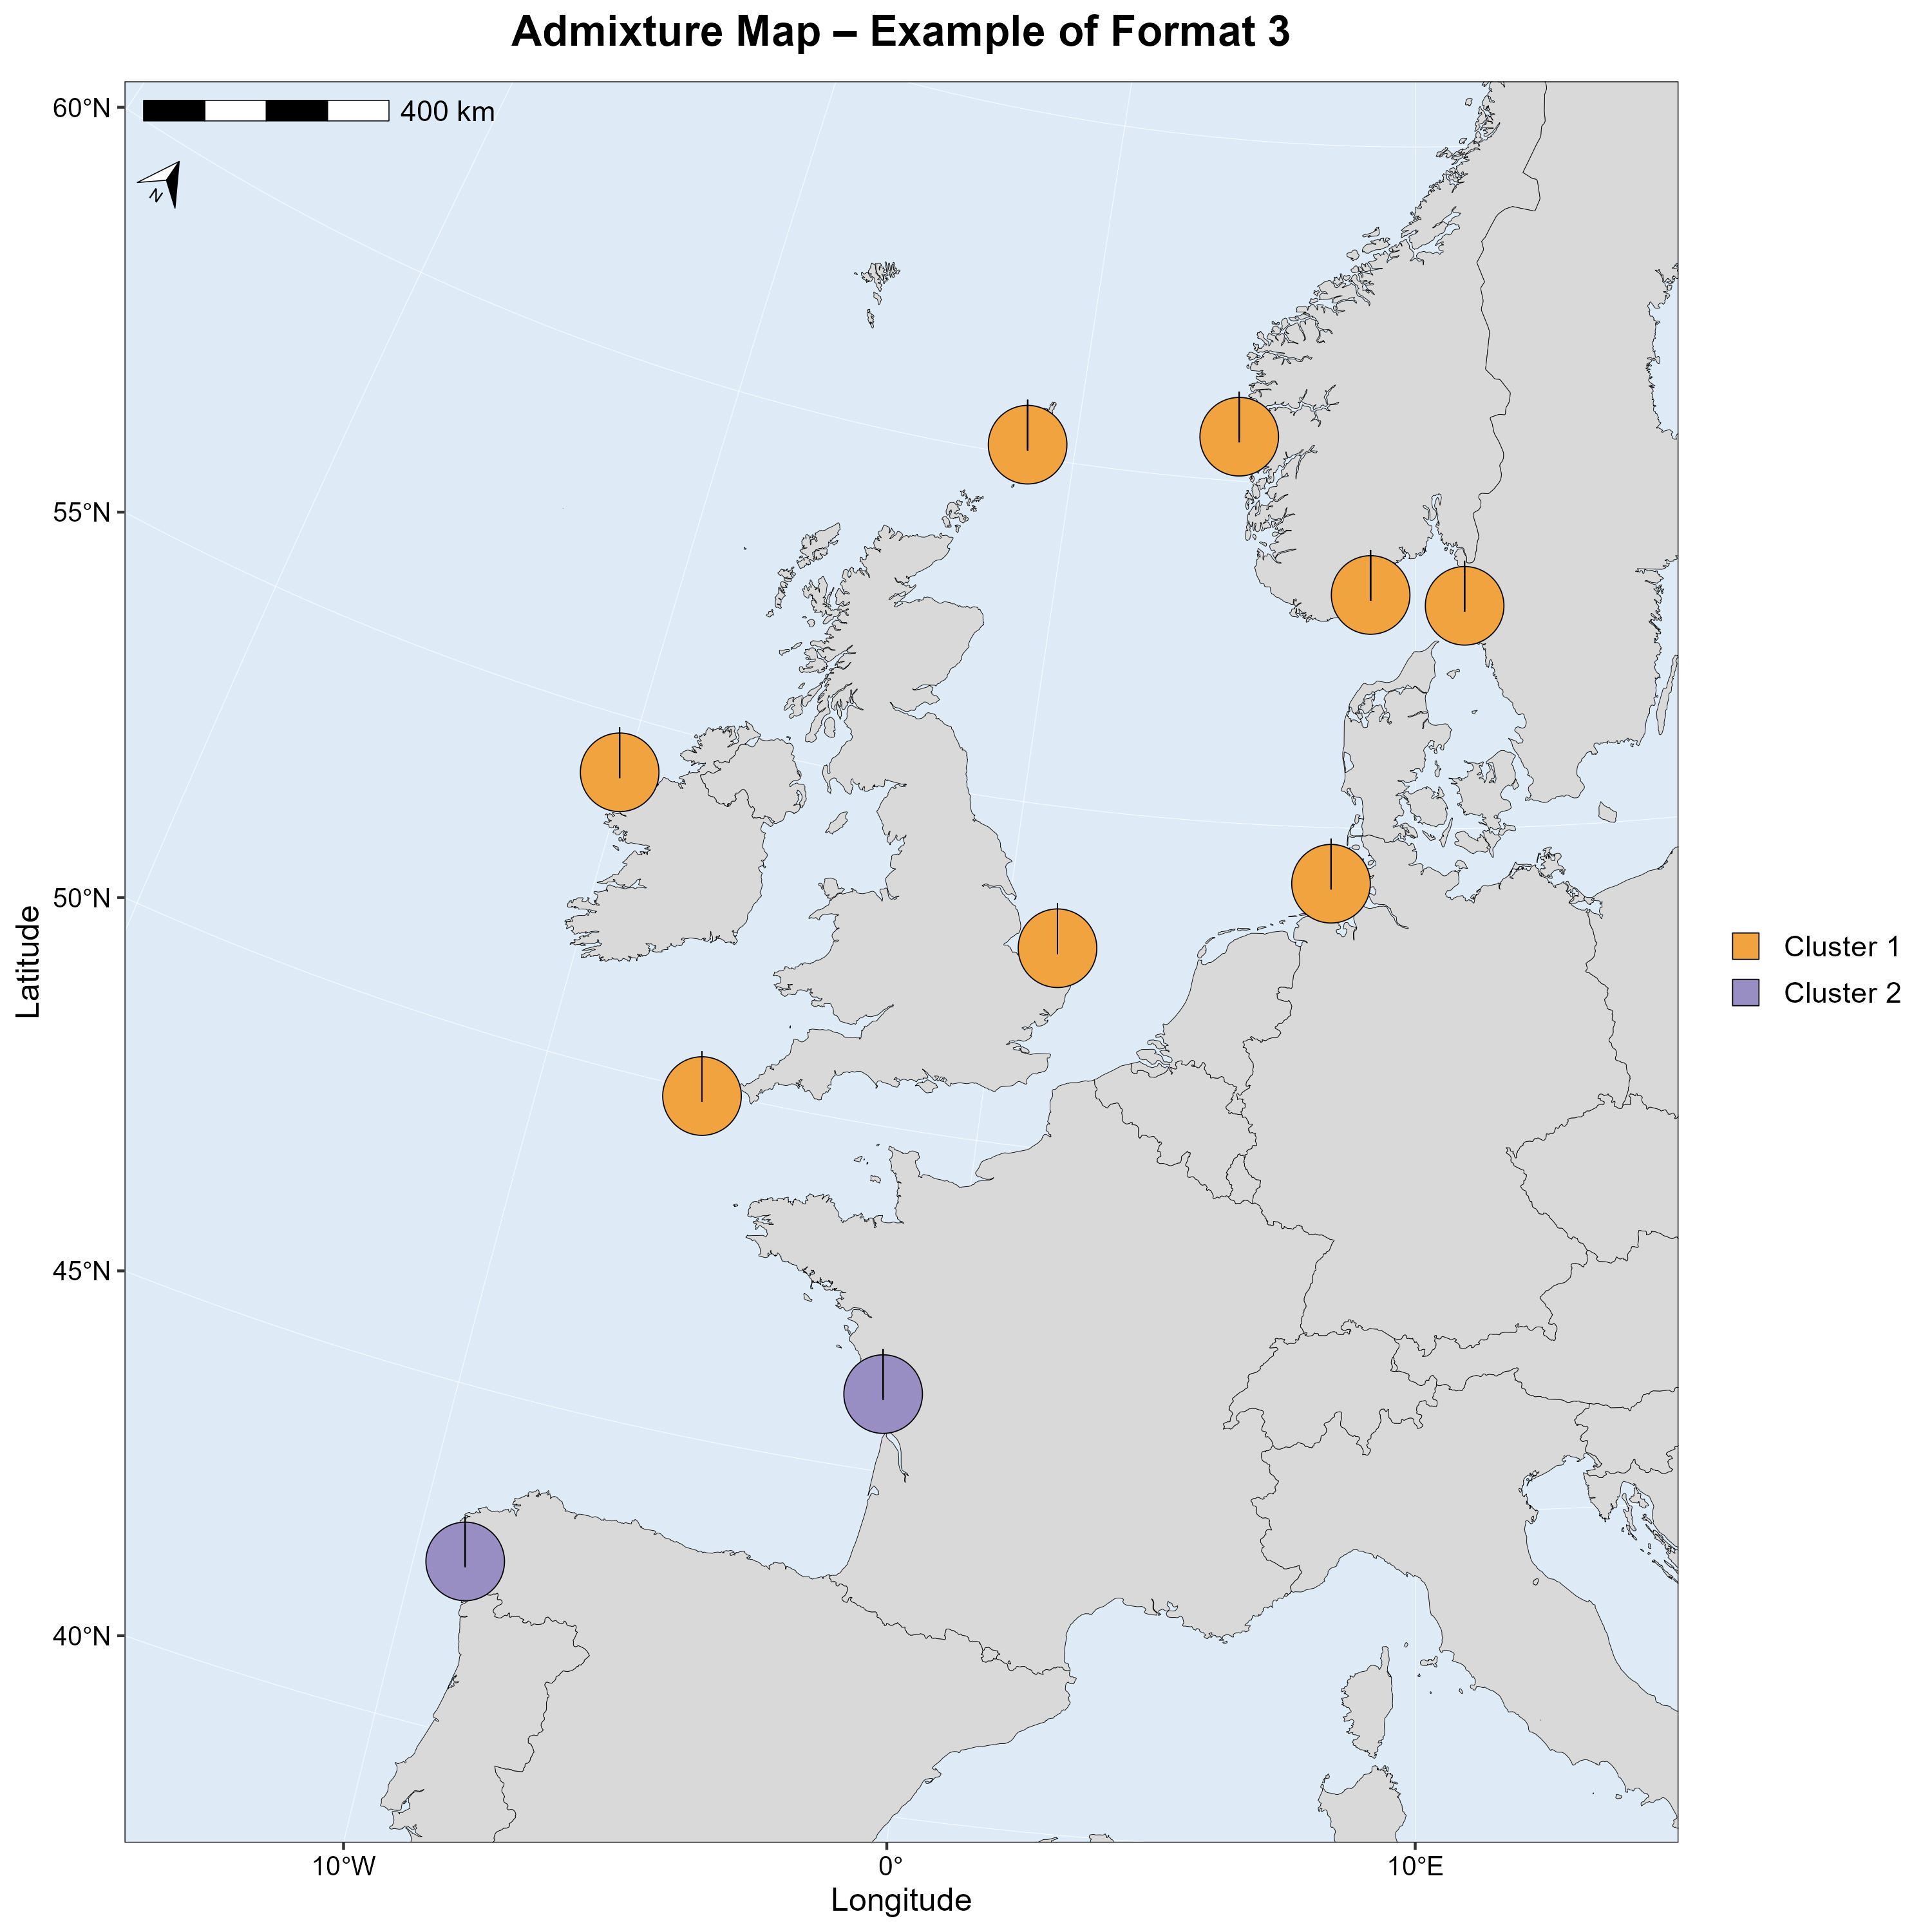 Admixture Map – Example of Format 3
400 km
N
60°N
55°N
50°N
45°N
40°N
Latitude
10°W
0°
10°E
Longitude
Cluster 1
Cluster 2